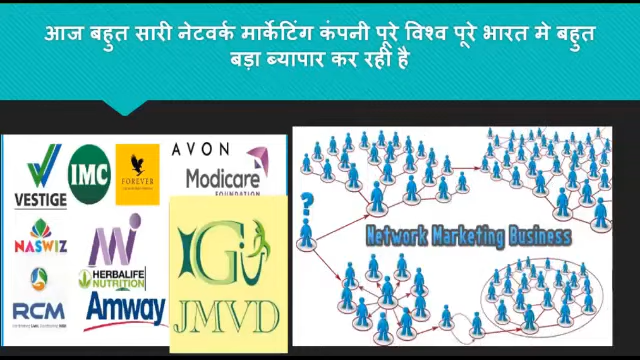 आज बहुत सारी नेटवर्क मार्केटिंग कंपनी पूरे विश्व पूरे भारत मे बहुत
बड़ा ब्यापार कर रही है
VESTIGE
IMC
FOREVER
AVON
Modicare
FOUNDATION
NASWIZ
HERBALIFE
NUTRITION
RCM
Amway
IGU
JMVD
?
Network Marketing Business